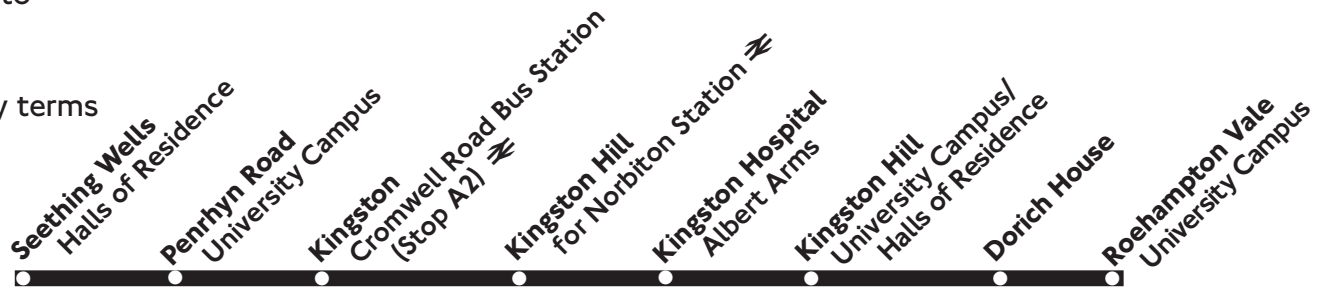 to
y terms
Seething Wells
Halls of Residence
Penrhyn Road
University Campus
Kingston
Cromwell Road Bus Station
(Stop A2)
Kingston Hill
for Norbiton Station
Kingston Hospital
Albert Arms
Kingston Hill
University Campus/
Halls of Residence
Dorich House
Roehampton Vale
University Campus